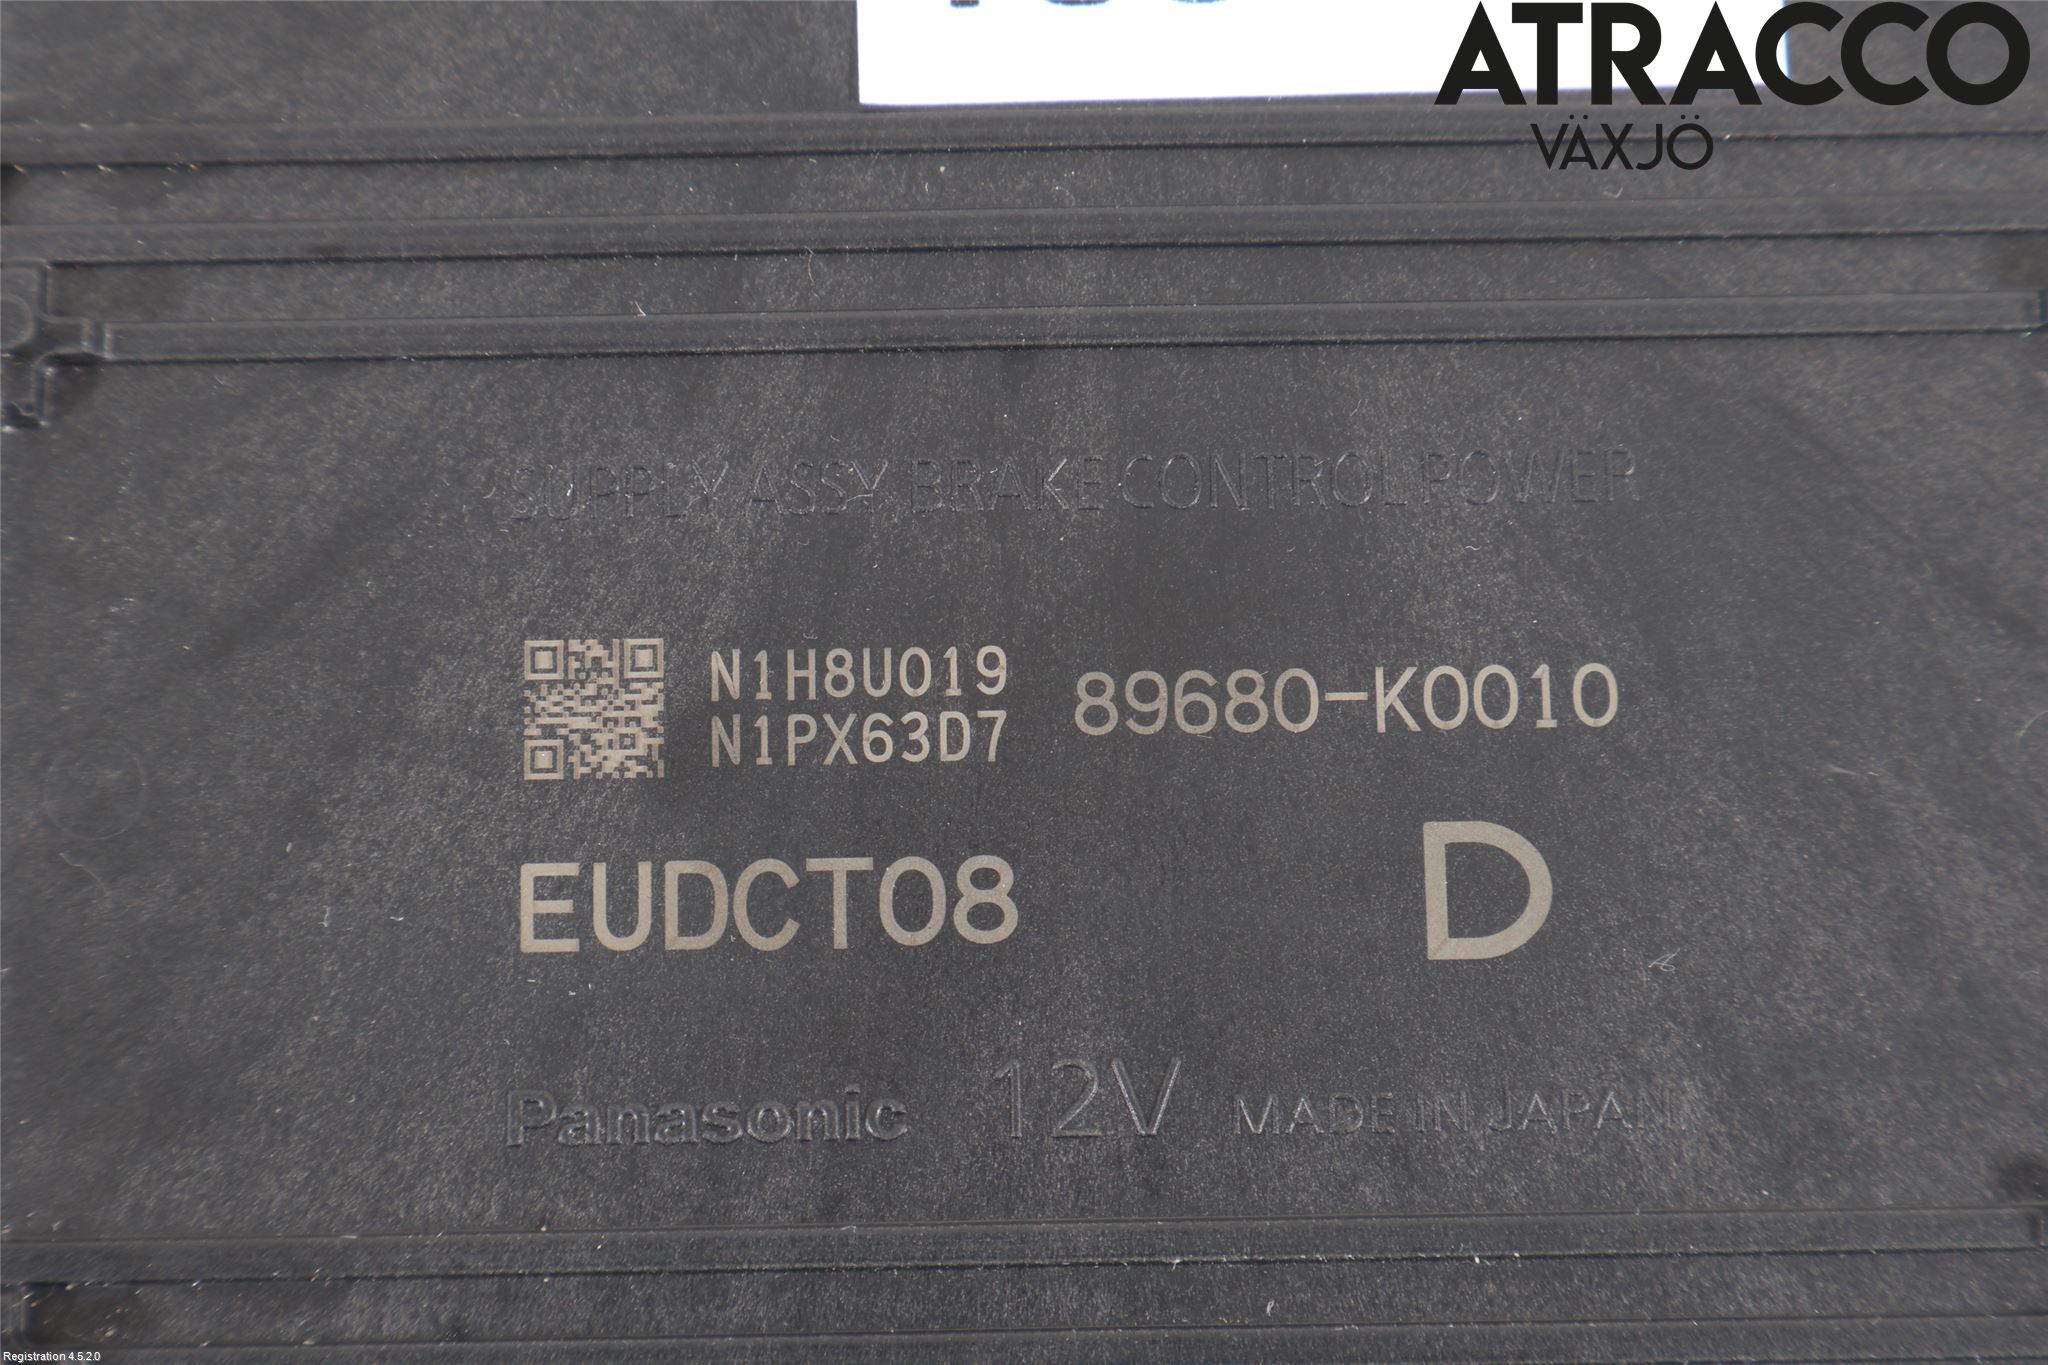 ATRACCO
VÄXJÖ
SUPPLY ASSY BRAKE CONTROL POWER
N1H8U019
N1PX63D7
89680-K0010
EUDCT08
D
Panasonic 12V MADE IN JAPAN
Registration 4.5.2.0